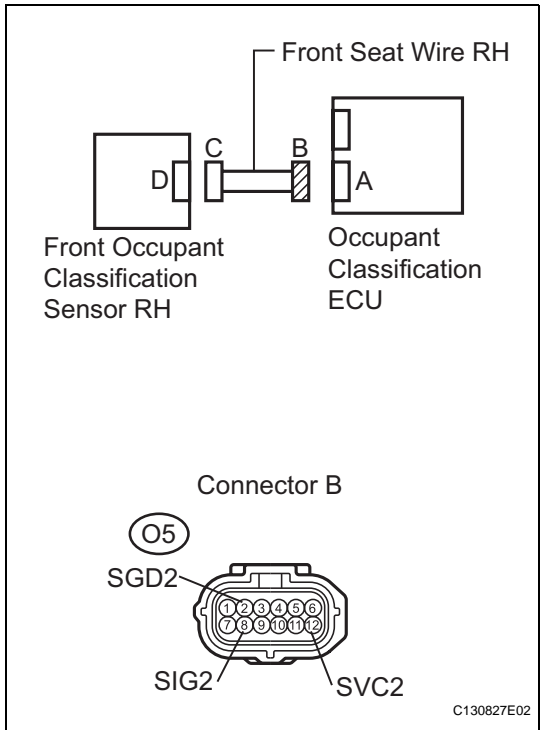 Front Seat Wire RH
C
B
D
A
Front Occupant
Classification
Sensor RH
Occupant
Classification
ECU
Connector B
O5
SGD2
1 2 3 4 5 6
7 8 9 10 11 12
SIG2
SVC2
C130827E02